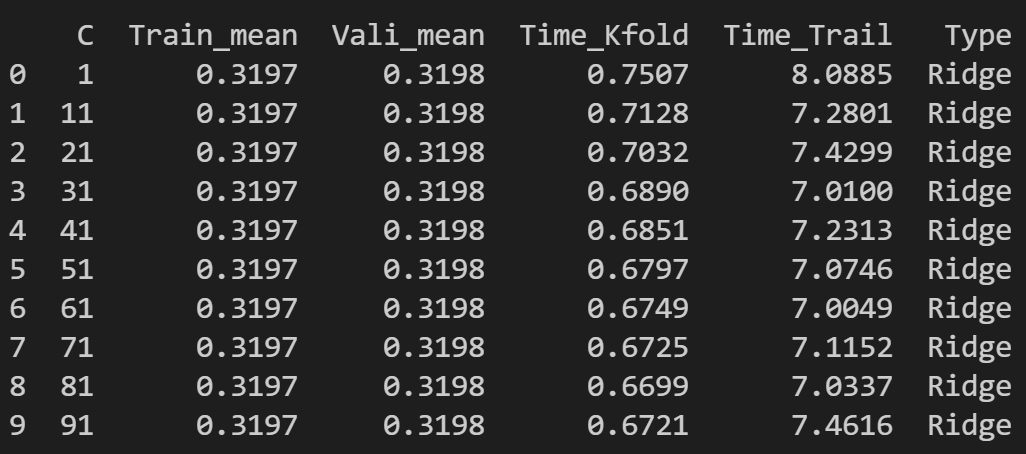 C Train_mean Vali_mean Time_Kfold Time_Trail Type
0 1 0.3197 0.3198 0.7507 8.0885 Ridge
1 11 0.3197 0.3198 0.7128 7.2801 Ridge
2 21 0.3197 0.3198 0.7032 7.4299 Ridge
3 31 0.3197 0.3198 0.6890 7.0100 Ridge
4 41 0.3197 0.3198 0.6851 7.2313 Ridge
5 51 0.3197 0.3198 0.6797 7.0746 Ridge
6 61 0.3197 0.3198 0.6749 7.0049 Ridge
7 71 0.3197 0.3198 0.6725 7.1152 Ridge
8 81 0.3197 0.3198 0.6699 7.0337 Ridge
9 91 0.3197 0.3198 0.6721 7.4616 Ridge